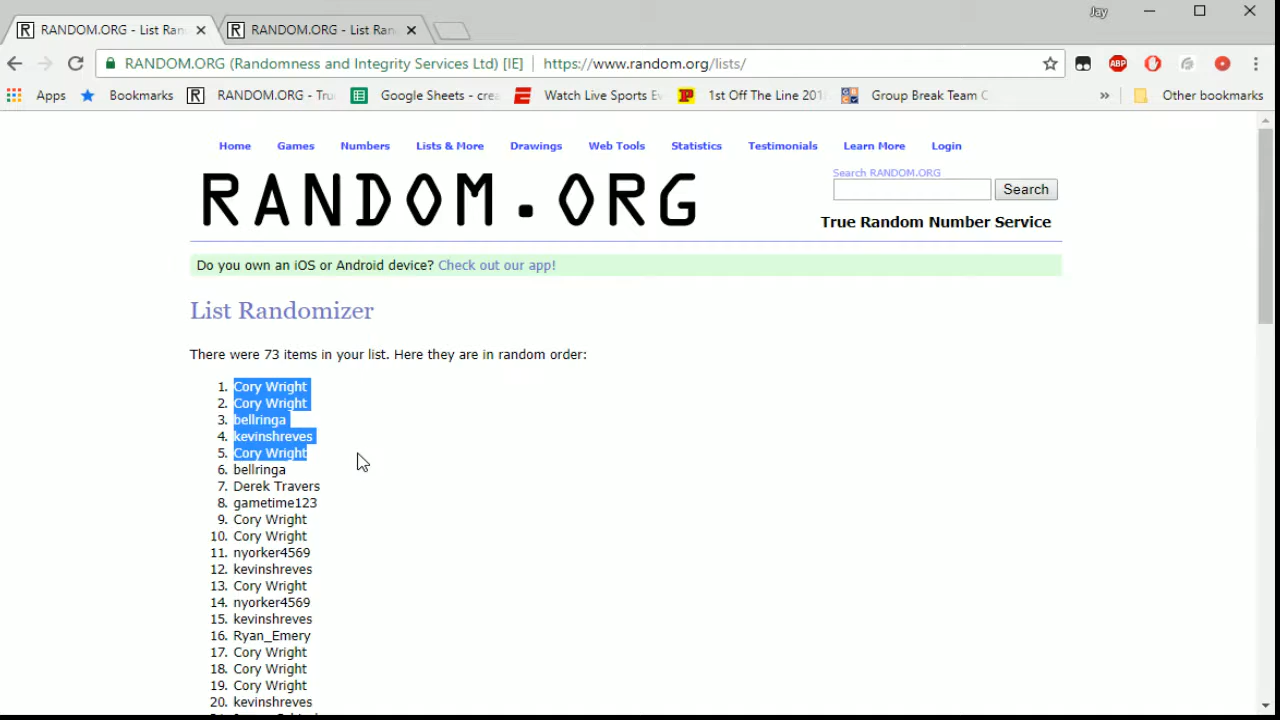 Jay
RANDOM.ORG - List Ran
RANDOM.ORG - List Ran
RANDOM.ORG (Randomness and Integrity Services Ltd) [IE] https://www.random.org/lists/
ABP
Apps Bookmarks R RANDOM.ORG - Tru Google Sheets - crea Watch Live Sports Ev 1st Off The Line 201 Group Break Team C » Other bookmarks
Home Games Numbers Lists & More Drawings Web Tools Statistics Testimonials Learn More Login
RANDOM.ORG
Search RANDOM.ORG
Search
True Random Number Service
Do you own an iOS or Android device? Check out our app!
List Randomizer
There were 73 items in your list. Here they are in random order:
1. Cory Wright
2. Cory Wright
3. bellringa
4. kevinshreves
5. Cory Wright
6. bellringa
7. Derek Travers
8. gametime123
9. Cory Wright
10. Cory Wright
11. nyorker4569
12. kevinshreves
13. Cory Wright
14. nyorker4569
15. kevinshreves
16. Ryan_Emery
17. Cory Wright
18. Cory Wright
19. Cory Wright
20. kevinshreves